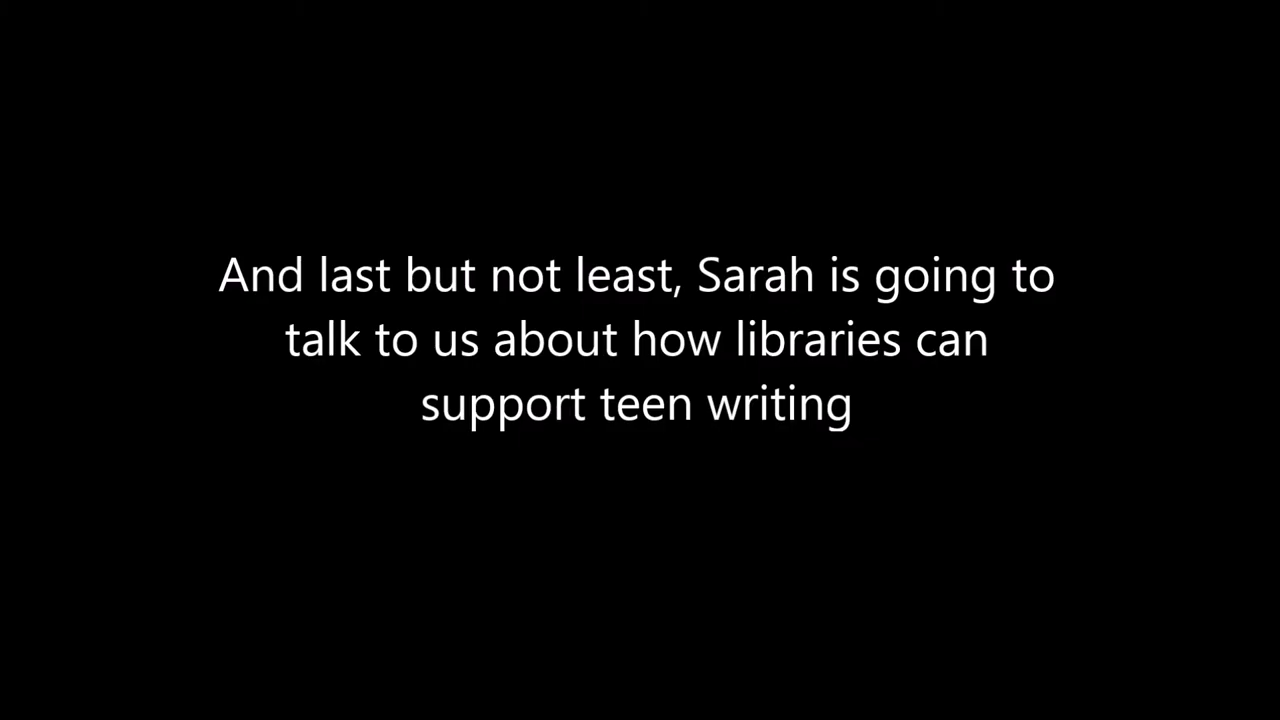 And last but not least, Sarah is going to
talk to us about how libraries can
support teen writing